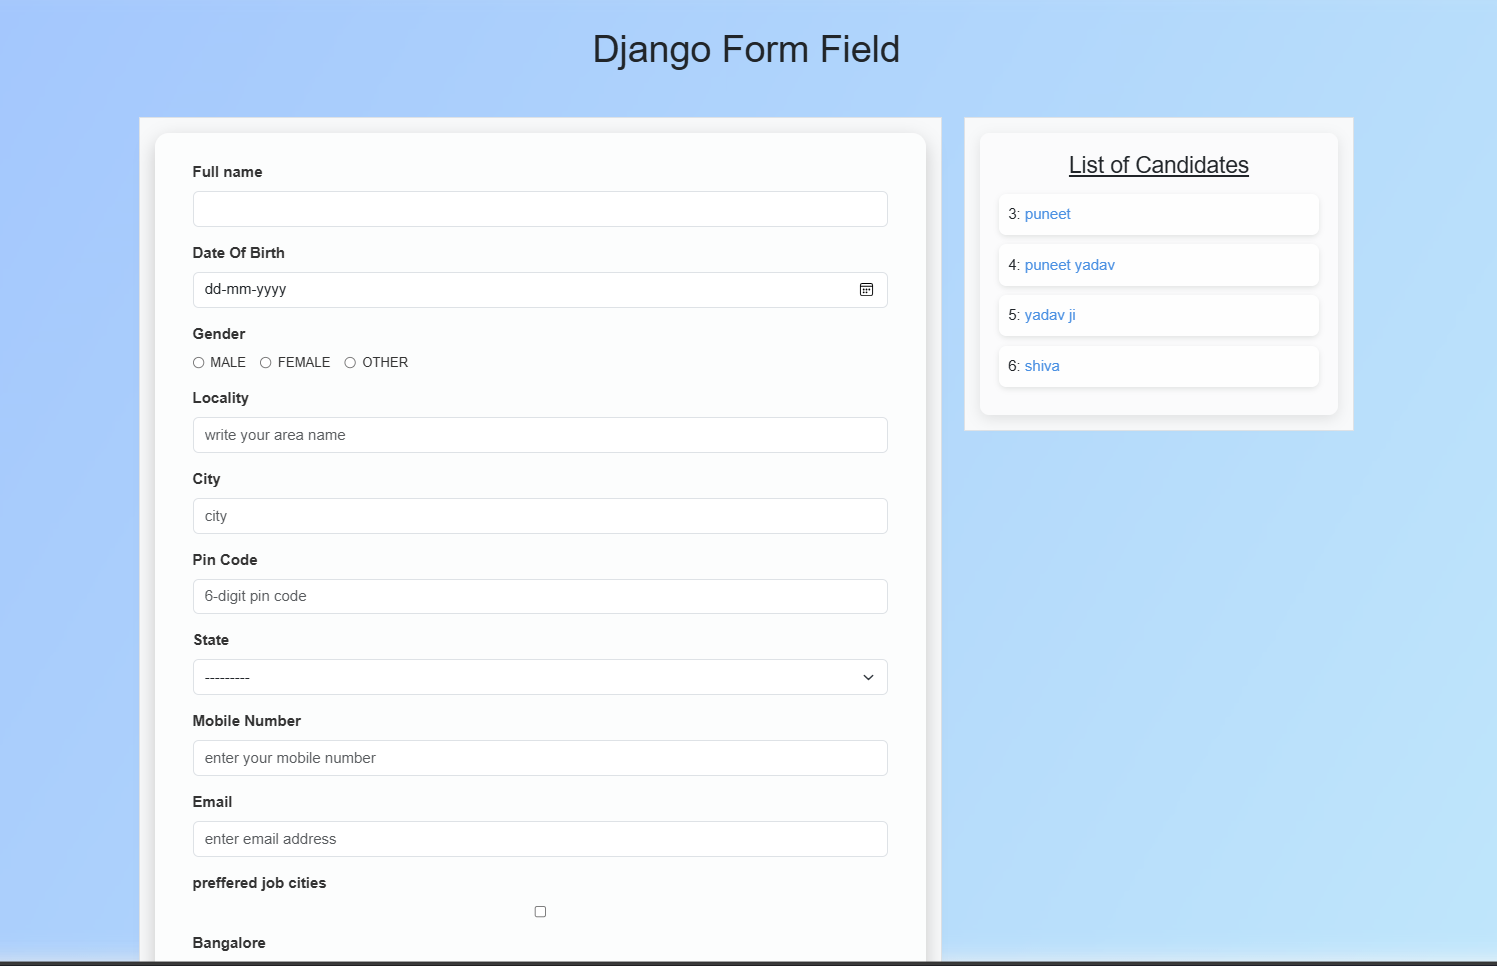 Django Form Field
Full name
Date Of Birth
dd-mm-yyyy
Gender
MALE FEMALE OTHER
Locality
write your area name
City
city
Pin Code
6-digit pin code
State
---------
Mobile Number
enter your mobile number
Email
enter email address
preffered job cities
Bangalore
List of Candidates
3: puneet
4: puneet yadav
5: yadav ji
6: shiva